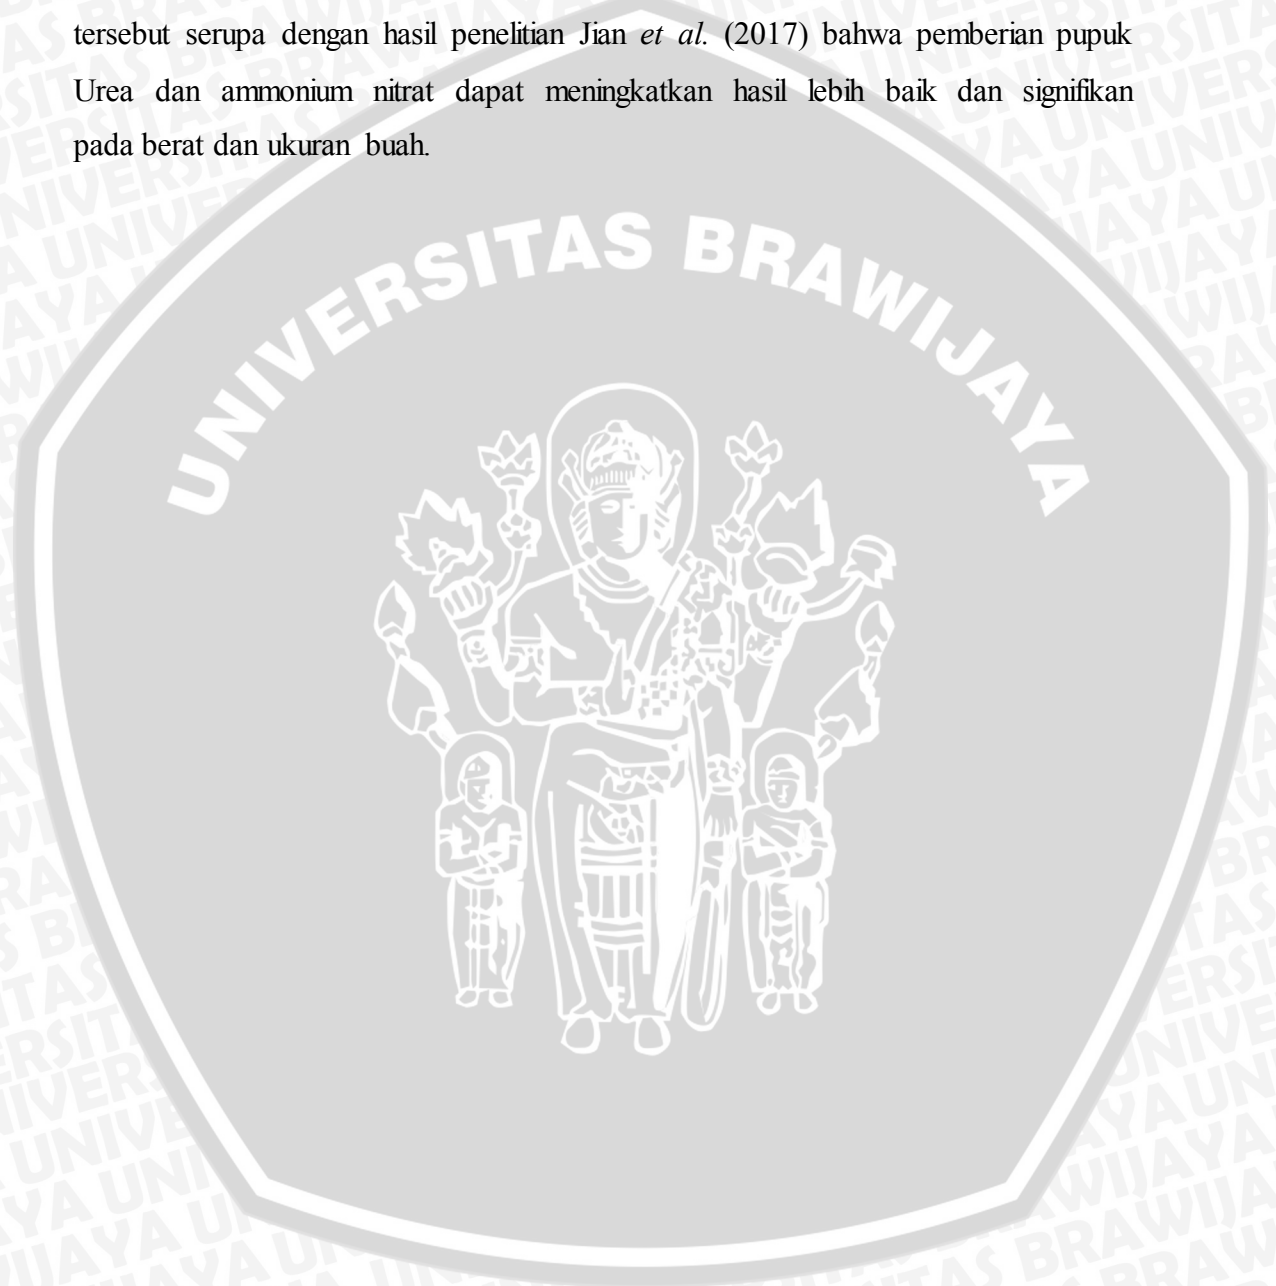 tersebut serupa dengan hasil penelitian Jian et al. (2017) bahwa pemberian pupuk
Urea dan ammonium nitrat dapat meningkatkan hasil lebih baik dan signifikan
pada berat dan ukuran buah.
UNIVERSITAS BRAWIJAYA